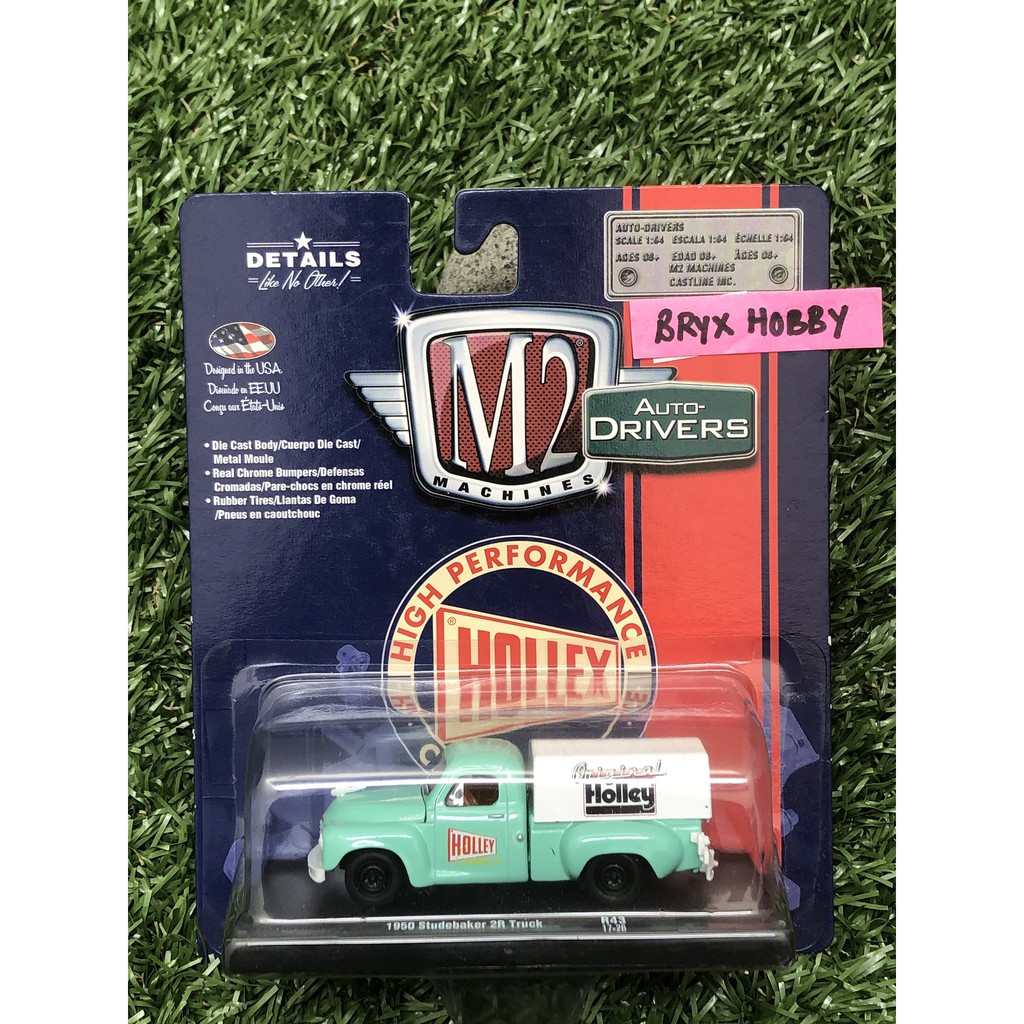 DETAILS
Like No Other!
Designed in the USA.
Diseñado en EEUU
Conçu aux États-Unis
• Die Cast Body/Cuerpo Die Cast/
Metal Moule
• Real Chrome Bumpers/Defensas
Cromadas/Pare-chocs en chrome réel
• Rubber Tires/Llantas De Goma
/Pneus en caoutchouc
AUTO-DRIVERS
SCALE 1:64 ESCALA 1:64 ÉCHELLE 1:64
AGES 08+ EDAD 08+ ÂGES 08+
M2 MACHINES
CASTLINE INC.
BRYX HOBBY
M2®
MACHINES
AUTO-
DRIVERS
HIGH PERFORMANCE
® HOLLEY
Original
Holley
HOLLEY
1950 Studebaker 2R Truck
R43
17-26